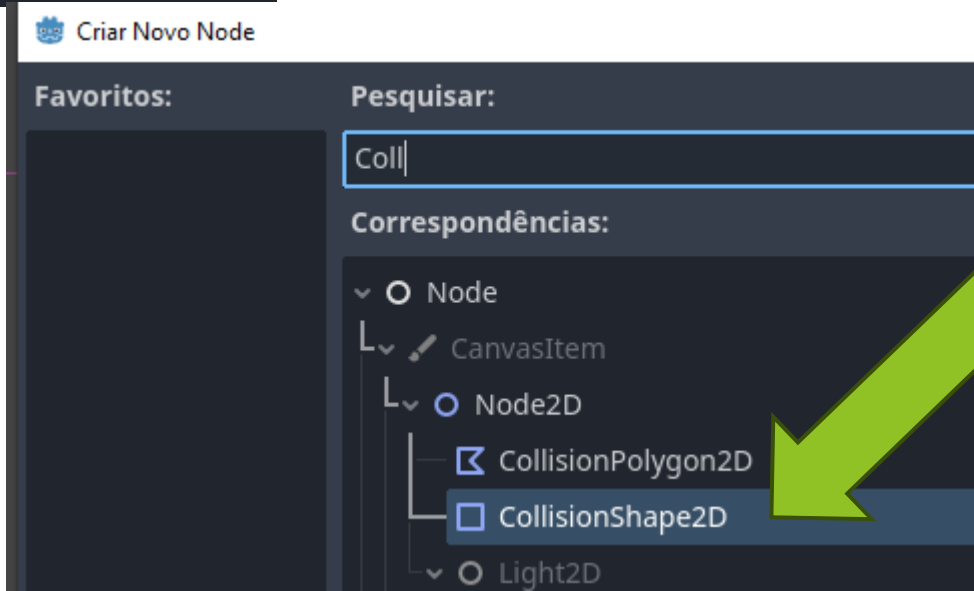 Criar Novo Node
Favoritos:
Pesquisar:
Coll
Correspondências:
Node
CanvasItem
Node2D
CollisionPolygon2D
CollisionShape2D
Light2D